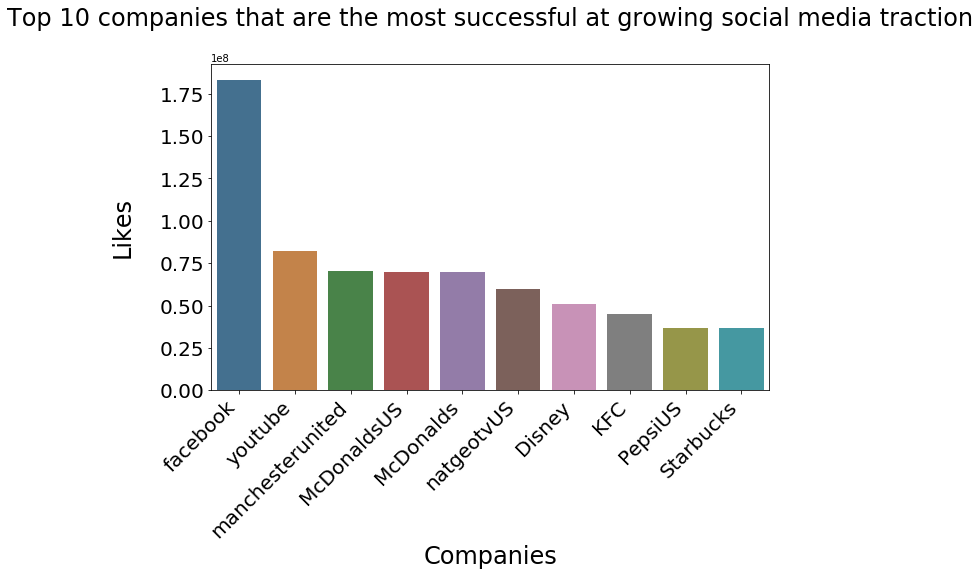 Top 10 companies that are the most successful at growing social media traction
1e8
1.75
1.50
1.25
1.00
0.75
0.50
0.25
0.00
Likes
facebook
youtube
manchesterunited
McDonaldsUS
McDonalds
natgeotvUS
Disney
KFC
PepsiUS
Starbucks
Companies